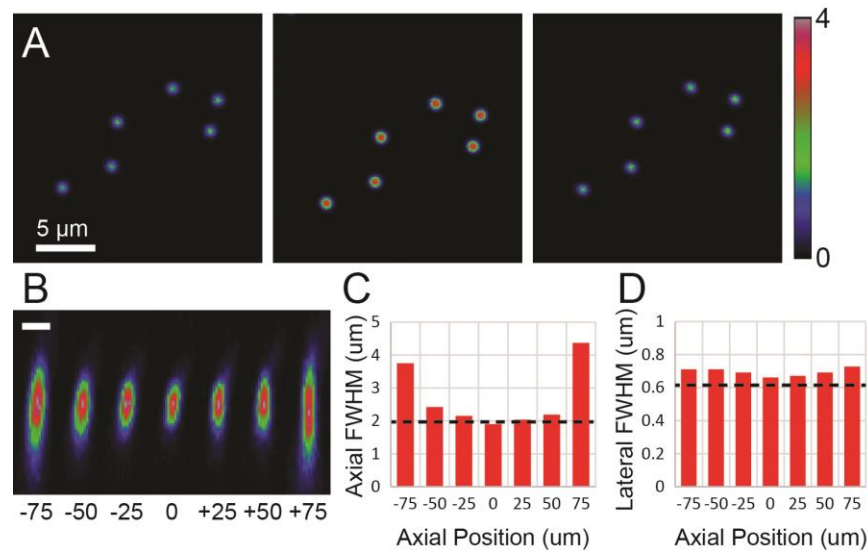 A
4
0
5 μm
B
-75 -50 -25 0 +25 +50 +75
C
Axial FWHM (um)
5
4
3
2
1
0
-75 -50 -25 0 25 50 75
Axial Position (um)
D
Lateral FWHM (um)
1
0.8
0.6
0.4
0.2
0
-75 -50 -25 0 25 50 75
Axial Position (um)